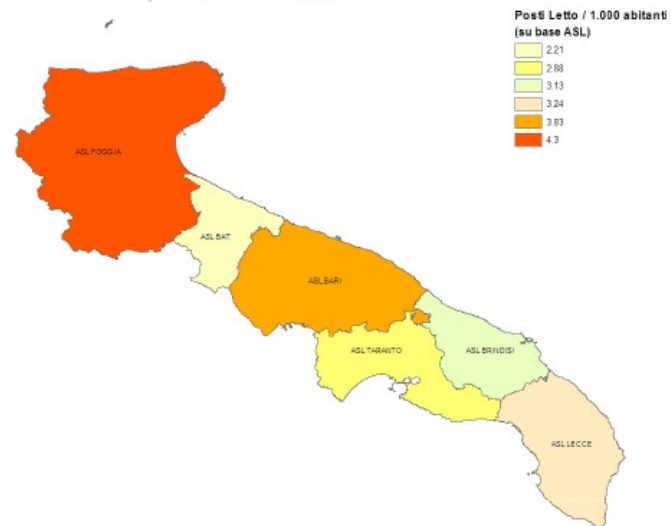 Posti Letto / 1.000 abitanti
(su base ASL)
2.21
2.88
3.13
3.24
3.83
4.3
ASL FOGGIA
ASL BAT
ASL BARI
ASL TARANTO
ASL BRINDISI
ASL LECCE